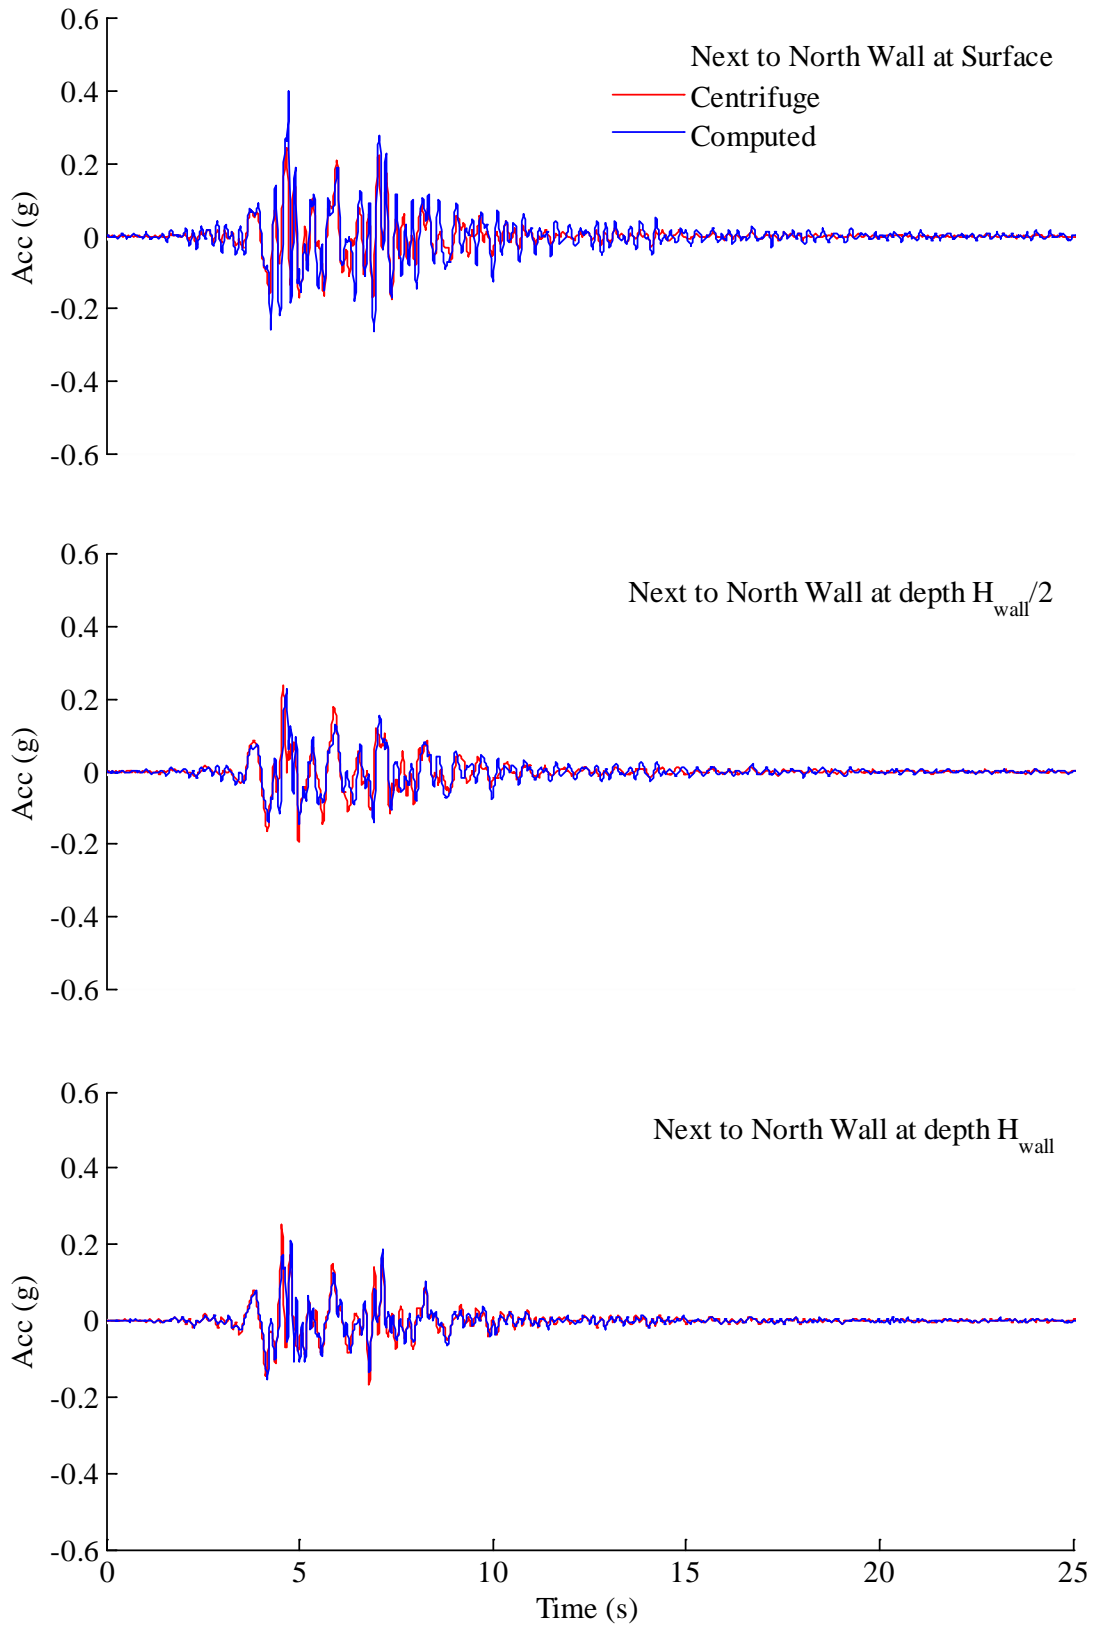 0.6
Next to North Wall at Surface
0.4
Centrifuge
Computed
0.2
Acc (g)
0
-0.2
-0.4
-0.6
0.6
Next to North Wall at depth H_wall/2
0.4
0.2
Acc (g)
0
-0.2
-0.4
-0.6
0.6
Next to North Wall at depth H_wall
0.4
0.2
Acc (g)
0
-0.2
-0.4
-0.6
0 5 10 15 20 25
Time (s)